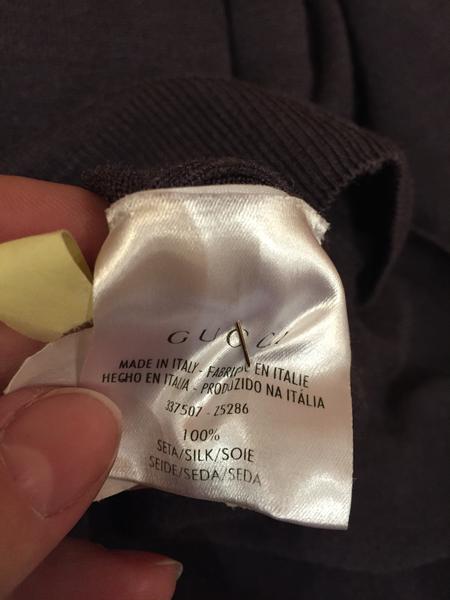 GUCCI
MADE IN ITALY - FABRIQUÉ EN ITALIE
HECHO EN ITALIA - PRODUZIDO NA ITÁLIA
337507 - Z5286
100%
SETA/SILK/SOIE
SEIDE/SEDA/SEDA